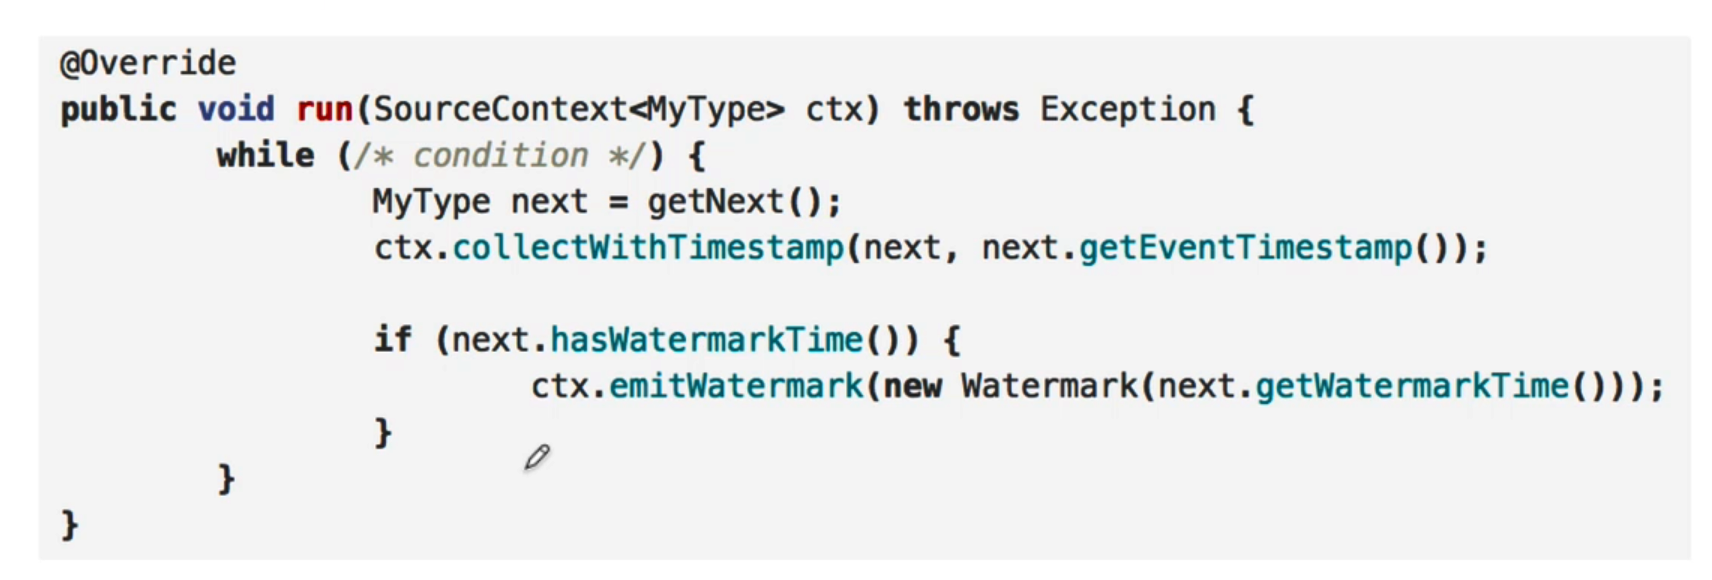 @Override
public void run(SourceContext<MyType> ctx) throws Exception {
while (/* condition */) {
MyType next = getNext();
ctx.collectWithTimestamp(next, next.getEventTimestamp());
if (next.hasWatermarkTime()) {
ctx.emitWatermark(new Watermark(next.getWatermarkTime()));
}
}
}